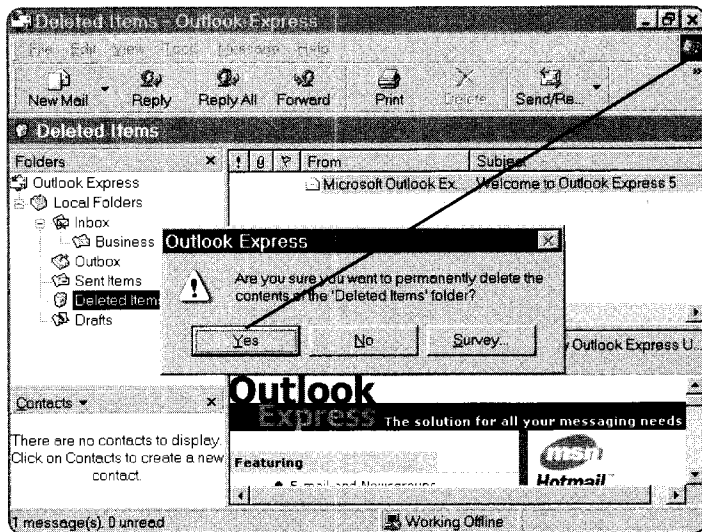 Deleted Items - Outlook Express
File Edit View Tools Message Help
New Mail Reply Reply All Forward Print Delete Send/Re... »
Deleted Items
Folders × ! From Subject
Outlook Express Microsoft Outlook Ex... Welcome to Outlook Express 5
Local Folders
Inbox
Business
Outbox
Sent Items
Deleted Item
Drafts
Outlook Express
Are you sure you want to permanently delete the
contents of the 'Deleted Items' folder?
Yes No Survey...
Outlook Express U...
Contacts ×
There are no contacts to display.
Click on Contacts to create a new
contact.
Outlook
Express The solution for all your messaging needs
msn
Hotmail
Featuring
E-mail and Newsgroups
1 message(s), 0 unread Working Offline